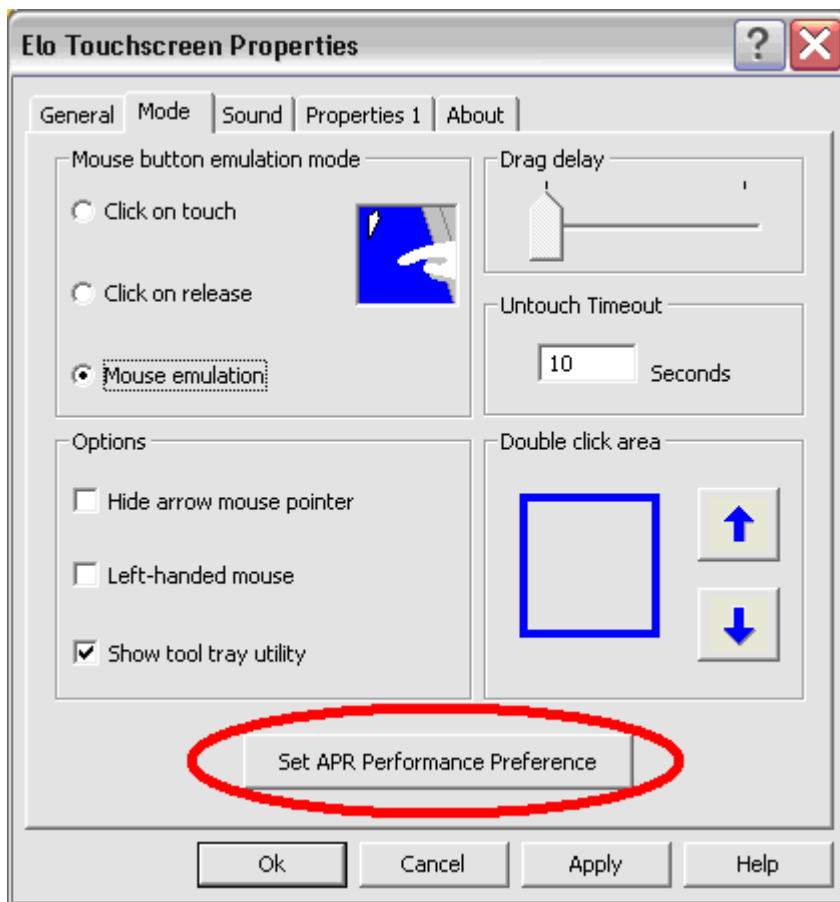 Elo Touchscreen Properties
General Mode Sound Properties 1 About
Mouse button emulation mode
Click on touch
Click on release
Mouse emulation
Drag delay
Untouch Timeout
10 Seconds
Options
Hide arrow mouse pointer
Left-handed mouse
Show tool tray utility
Double click area
Set APR Performance Preference
Ok Cancel Apply Help